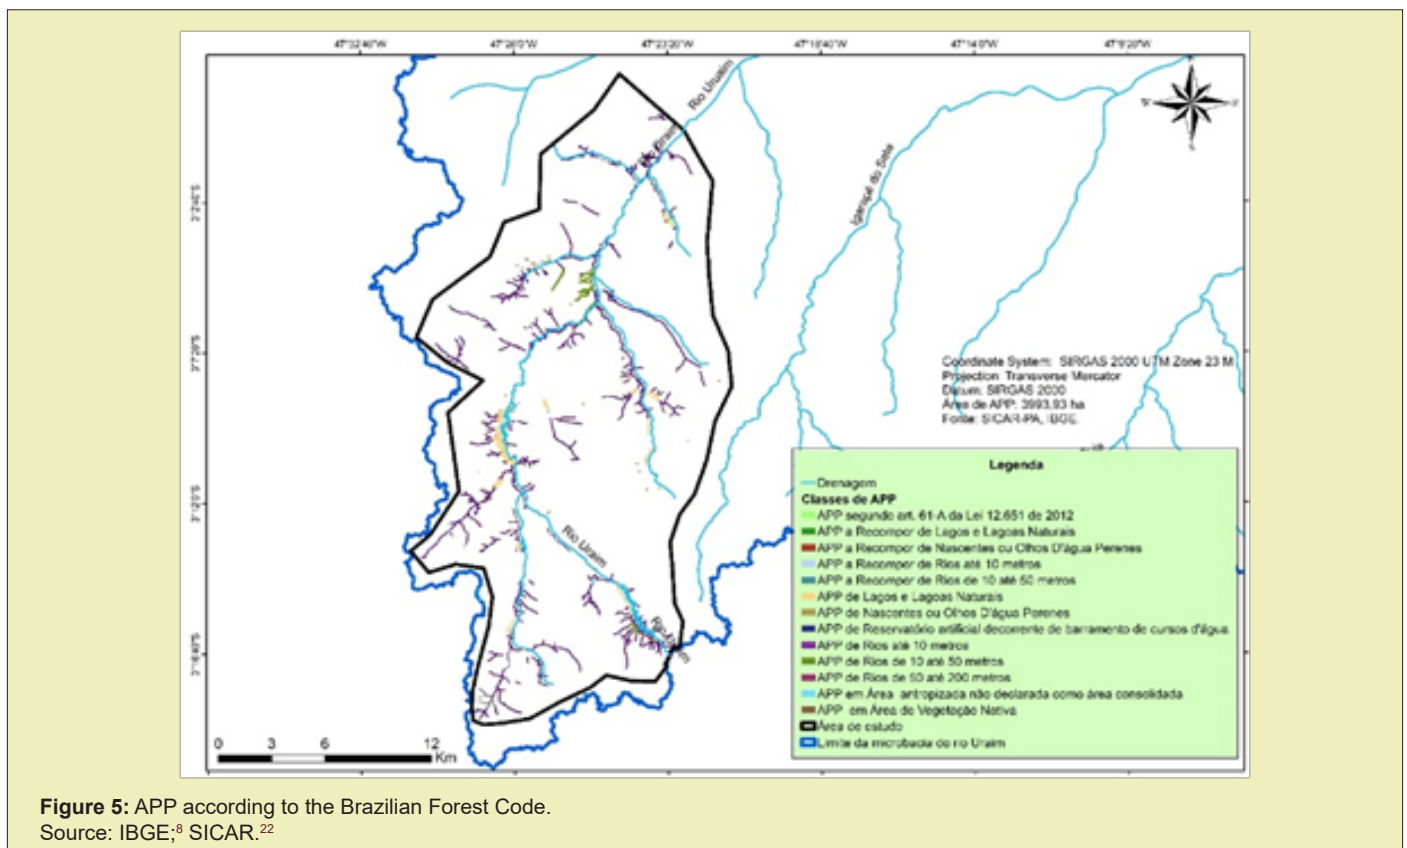 47°32'40"W 47°28'0"W 47°23'20"W 47°18'40"W 47°14'0"W 47°9'20"W
Rio Uruaim
Rio Uraim
Igarapé do Sete
Coordinate System: SIRGAS 2000 UTM Zone 23 M
Projection: Transverse Mercator
Datum: SIRGAS 2000
Área de APP: 3993,93 ha
Fonte: SICAR-PA, IBGE.
Rio Uraim
Rio Uraim
Legenda
Drenagem
Classes de APP
APP segundo art. 61-A da Lei 12.651 de 2012
APP a Recompor de Lagos e Lagoas Naturais
APP a Recompor de Nascentes ou Olhos D'água Perenes
APP a Recompor de Rios até 10 metros
APP a Recompor de Rios de 10 até 50 metros
APP de Lagos e Lagoas Naturais
APP de Nascentes ou Olhos D'água Perenes
APP de Reservatório artificial decorrente de barramento de cursos d'água
APP de Rios até 10 metros
APP de Rios de 10 até 50 metros
APP de Rios de 50 até 200 metros
APP em Área antropizada não declarada como área consolidada
APP em Área de Vegetação Nativa
Área de estudo
Limite da microbacia do rio Uraim
0 3 6 12
Km
Figure 5: APP according to the Brazilian Forest Code.
Source: IBGE;8 SICAR.22